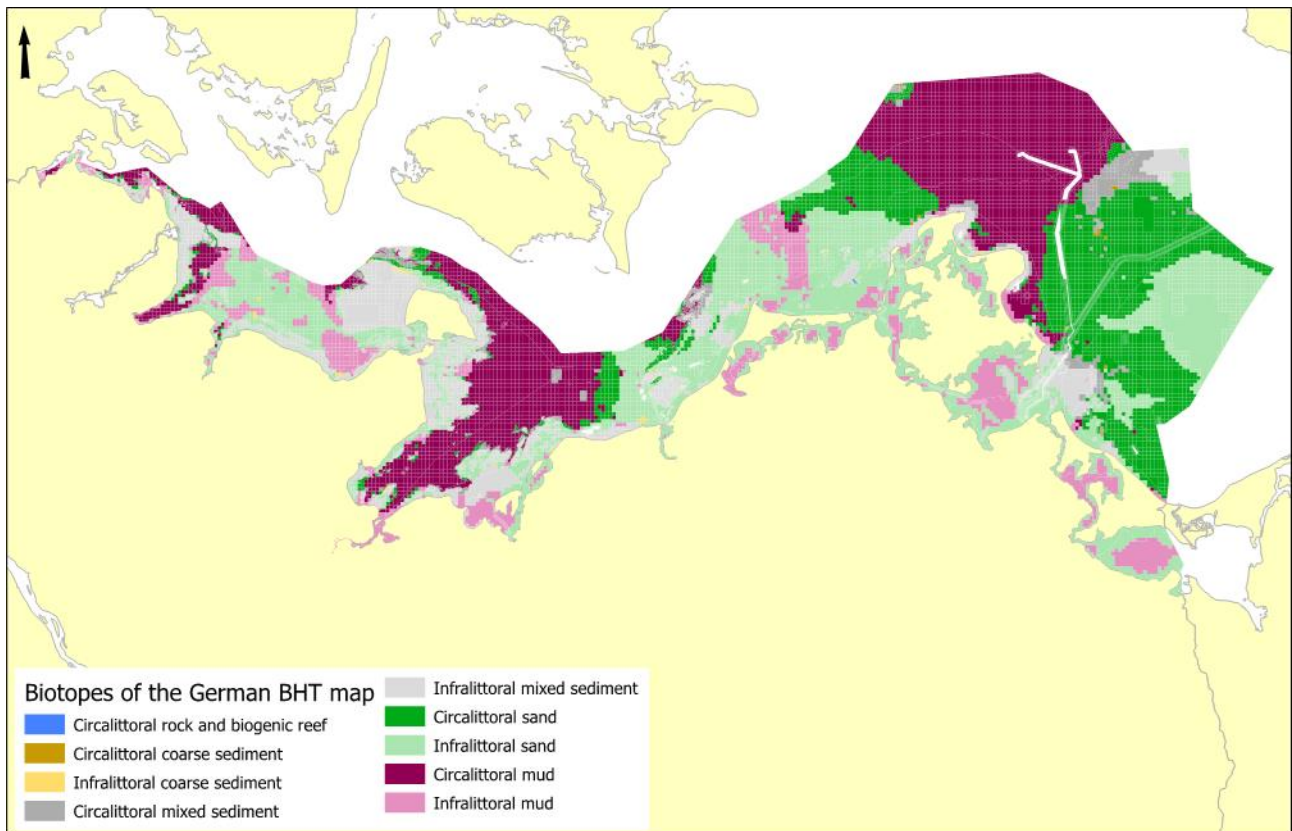 Biotopes of the German BHT map
Circalittoral rock and biogenic reef
Circalittoral coarse sediment
Infralittoral coarse sediment
Circalittoral mixed sediment
Infralittoral mixed sediment
Circalittoral sand
Infralittoral sand
Circalittoral mud
Infralittoral mud